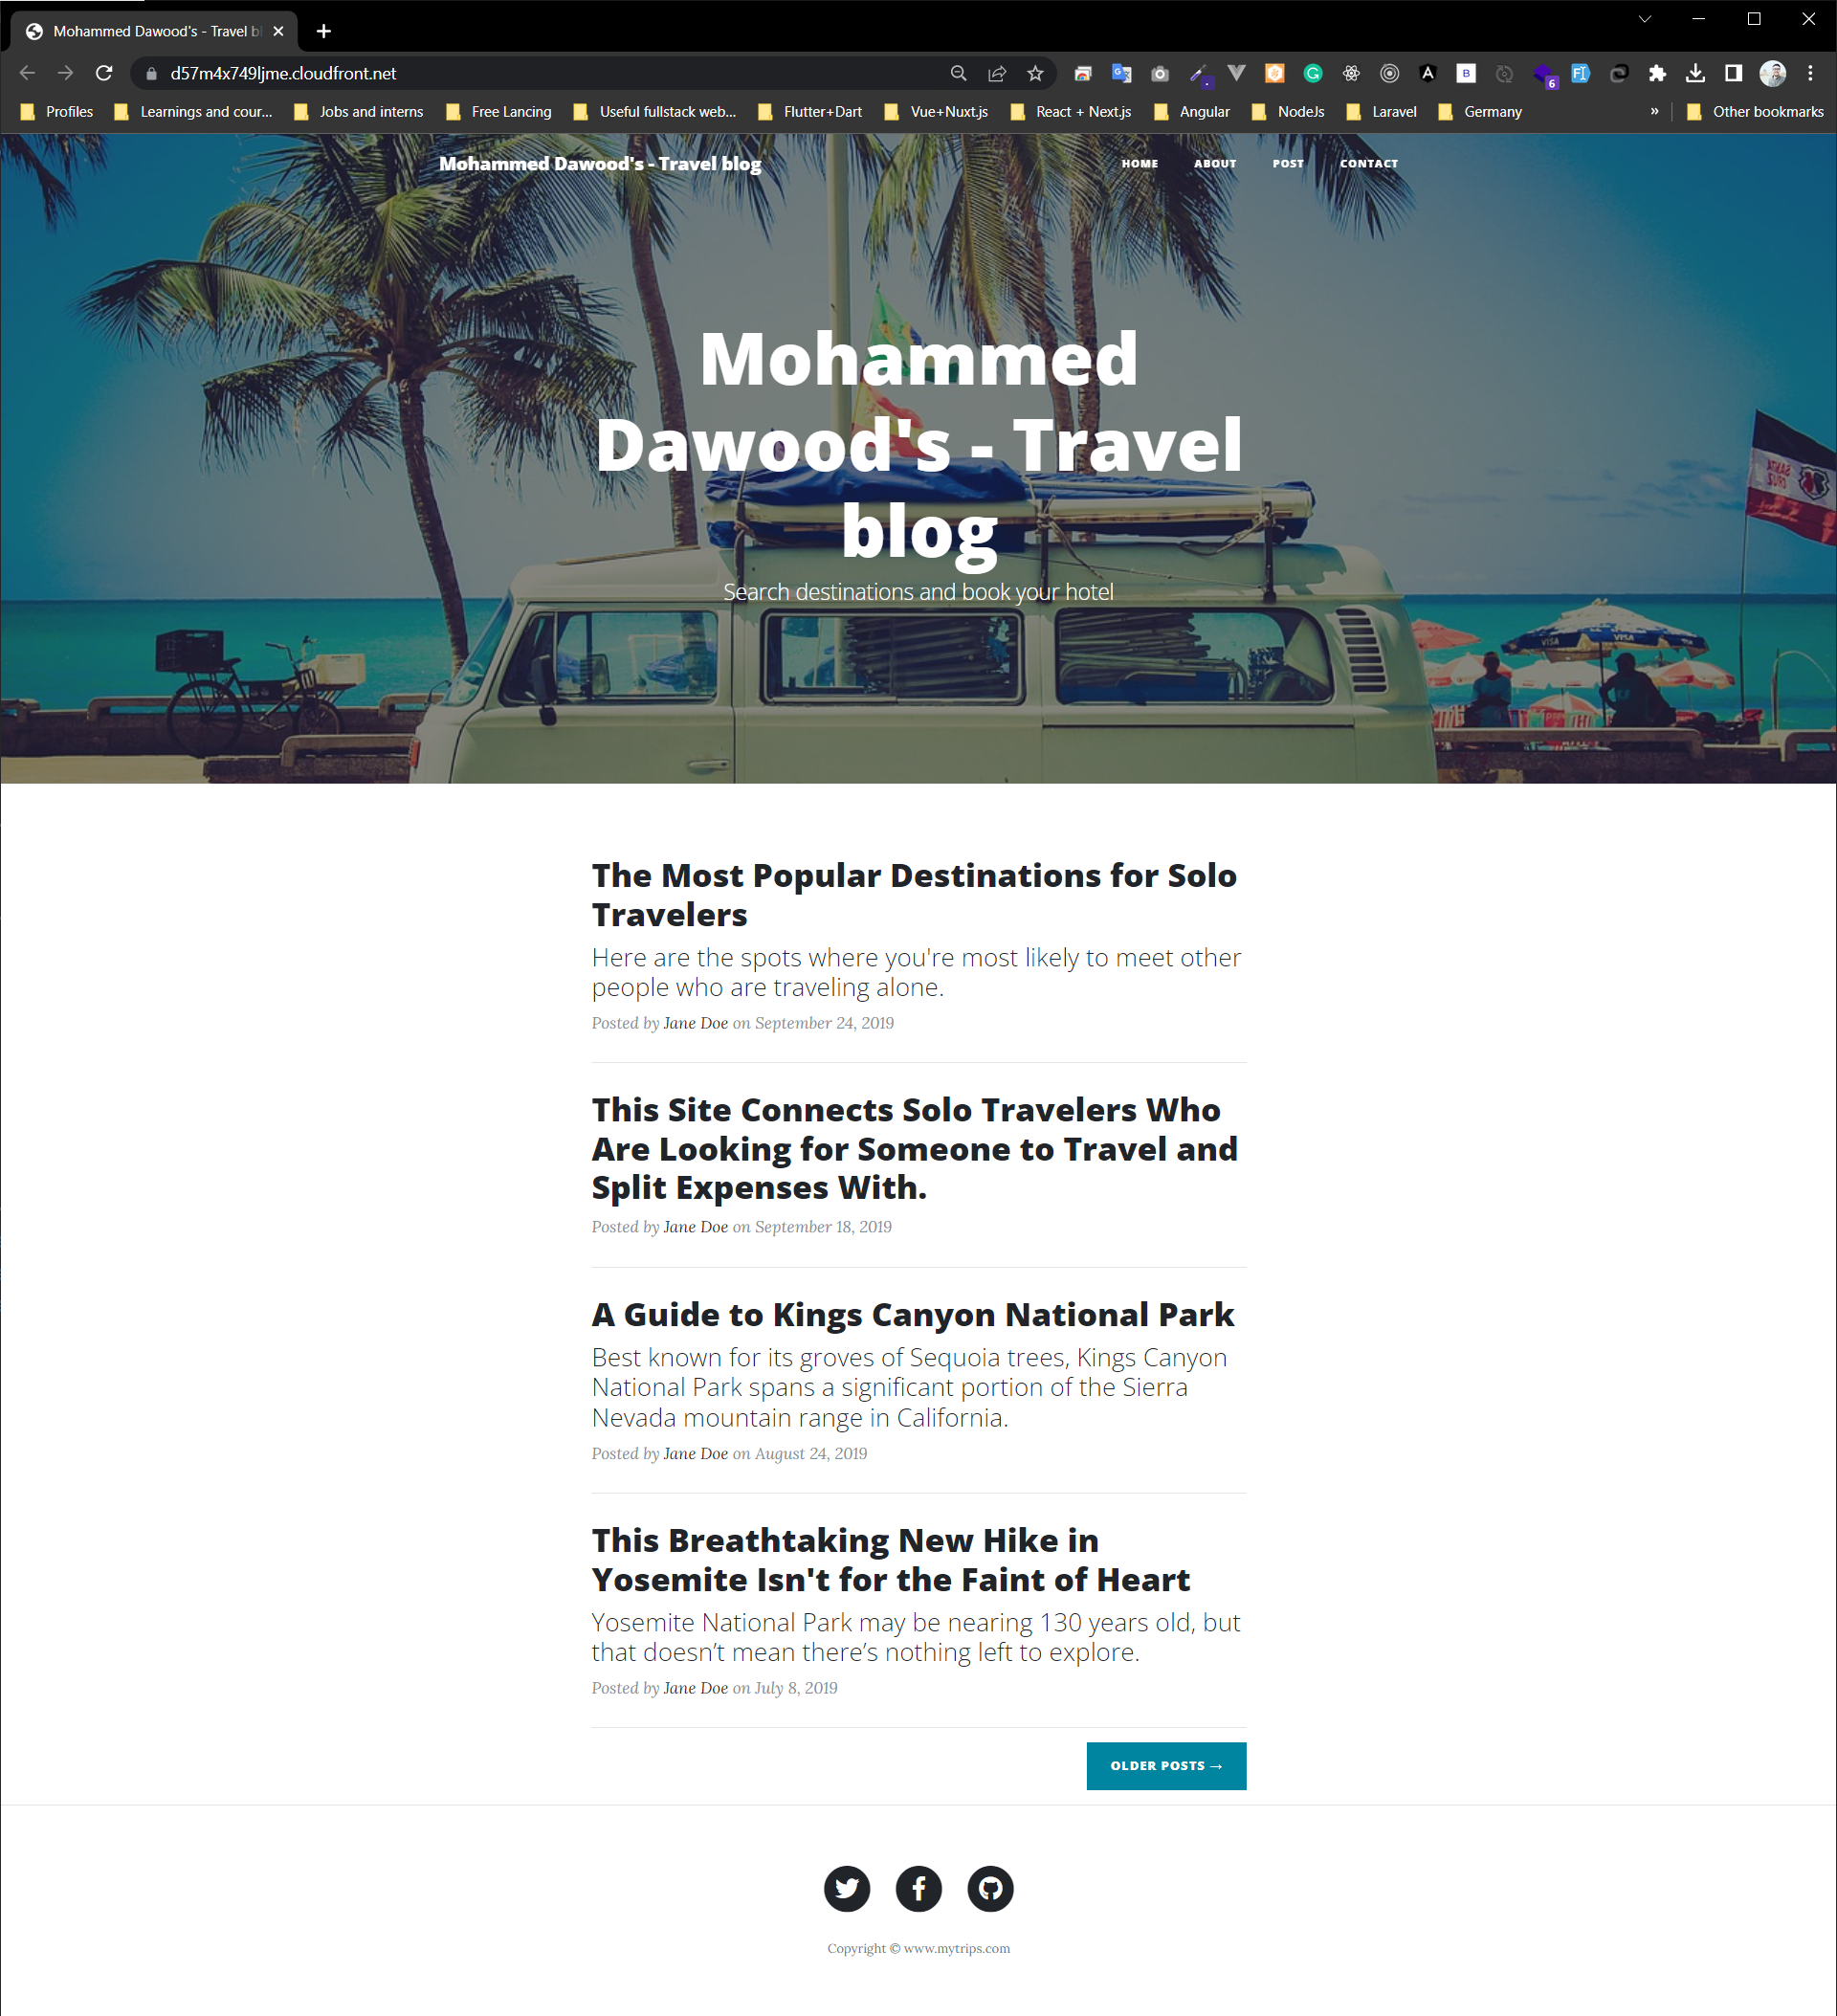 Mohammed Dawood's - Travel bl
d57m4x749ljme.cloudfront.net
6
Profiles
Learnings and cour...
Jobs and interns
Free Lancing
Useful fullstack web...
Flutter+Dart
Vue+Nuxt.js
React + Next.js
Angular
NodeJs
Laravel
Germany
»
Other bookmarks
Mohammed Dawood's - Travel blog
HOME
ABOUT
POST
CONTACT
Mohammed
Dawood's - Travel
blog
Search destinations and book your hotel
VISA
VISA
The Most Popular Destinations for Solo
Travelers
Here are the spots where you're most likely to meet other
people who are traveling alone.
Posted by Jane Doe on September 24, 2019
This Site Connects Solo Travelers Who
Are Looking for Someone to Travel and
Split Expenses With.
Posted by Jane Doe on September 18, 2019
A Guide to Kings Canyon National Park
Best known for its groves of Sequoia trees, Kings Canyon
National Park spans a significant portion of the Sierra
Nevada mountain range in California.
Posted by Jane Doe on August 24, 2019
This Breathtaking New Hike in
Yosemite Isn't for the Faint of Heart
Yosemite National Park may be nearing 130 years old, but
that doesn’t mean there’s nothing left to explore.
Posted by Jane Doe on July 8, 2019
OLDER POSTS →
Copyright © www.mytrips.com